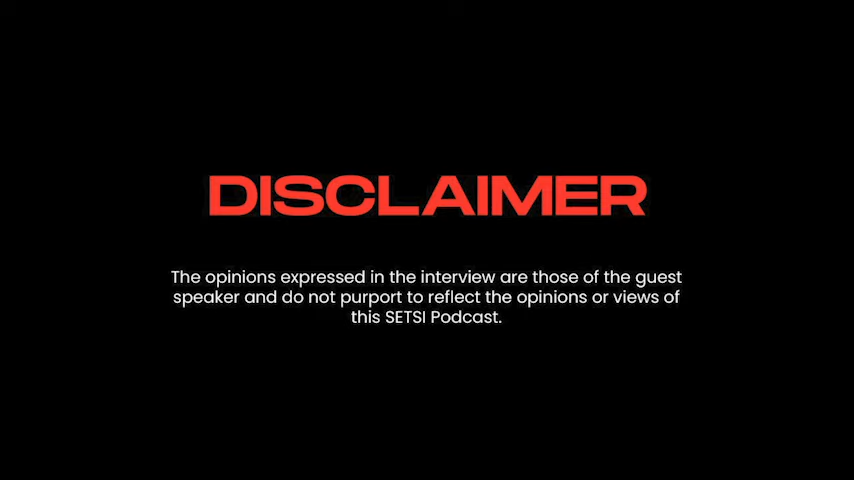 DISCLAIMER
The opinions expressed in the interview are those of the guest
speaker and do not purport to reflect the opinions or views of
this SETSI Podcast.